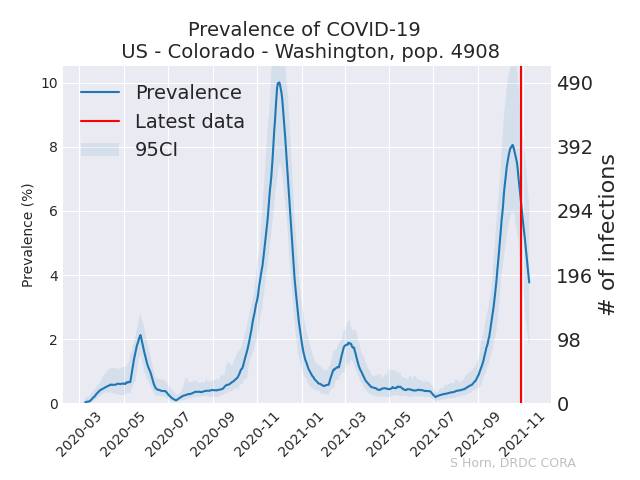 Prevalence of COVID-19
US - Colorado - Washington, pop. 4908
Prevalence
Latest data
95CI
Prevalence (%)
10
8
6
4
2
0
490
392
294
196
98
0
# of infections
2020-03
2020-05
2020-07
2020-09
2020-11
2021-01
2021-03
2021-05
2021-07
2021-09
2021-11
S Horn, DRDC CORA